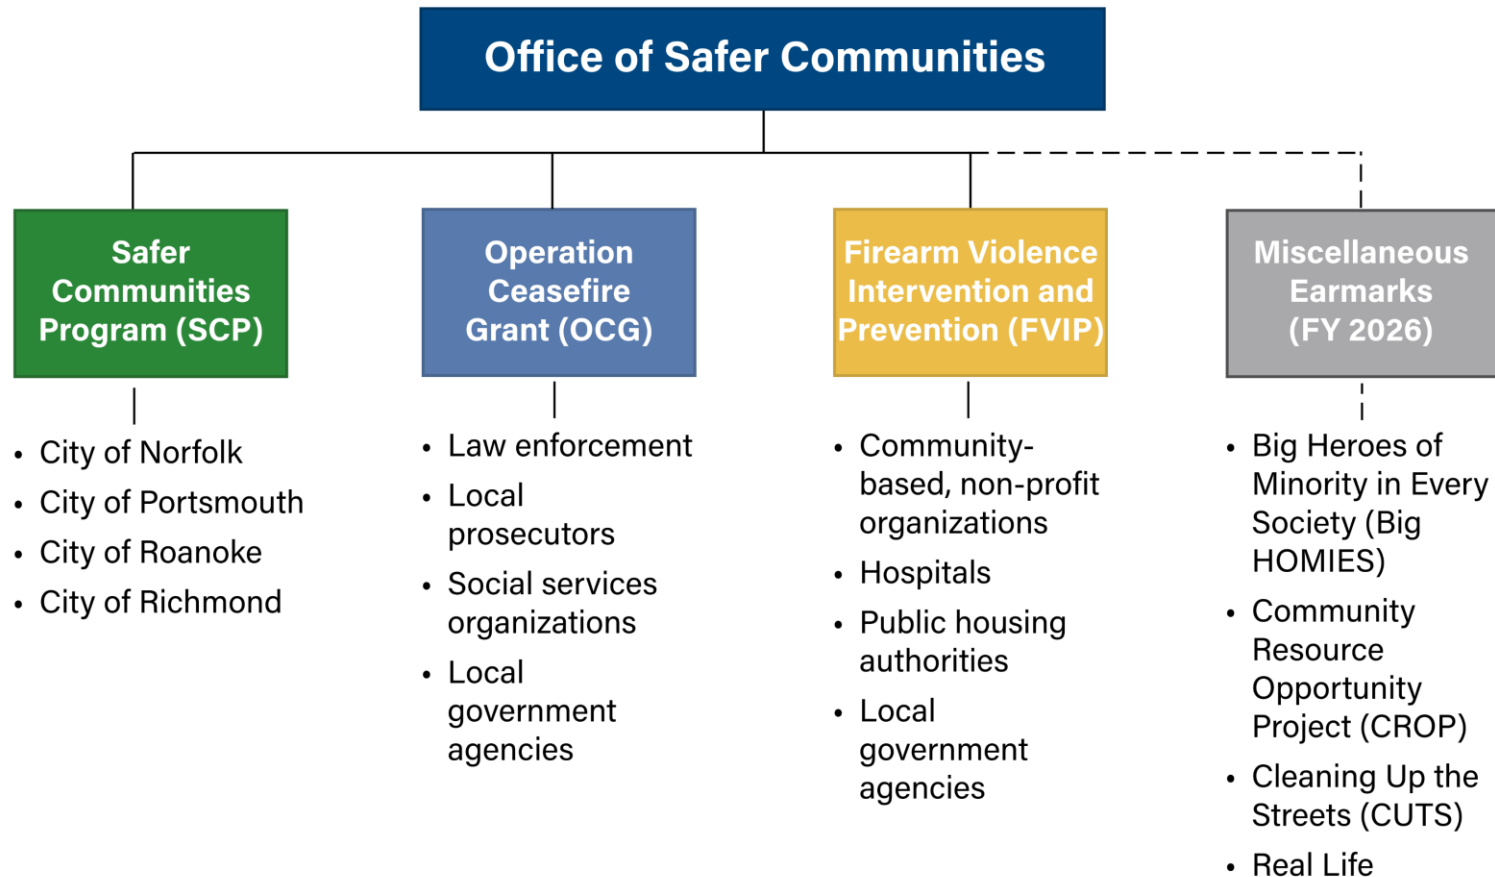 Office of Safer Communities
Safer
Communities
Program (SCP)
• City of Norfolk
• City of Portsmouth
• City of Roanoke
• City of Richmond
Operation
Ceasefire
Grant (OCG)
• Law enforcement
• Local
prosecutors
• Social services
organizations
• Local
government
agencies
Firearm Violence
Intervention and
Prevention (FVIP)
• Community-
based, non-profit
organizations
• Hospitals
• Public housing
authorities
• Local
government
agencies
Miscellaneous
Earmarks
(FY 2026)
• Big Heroes of
Minority in Every
Society (Big
HOMIES)
• Community
Resource
Opportunity
Project (CROP)
• Cleaning Up the
Streets (CUTS)
• Real Life